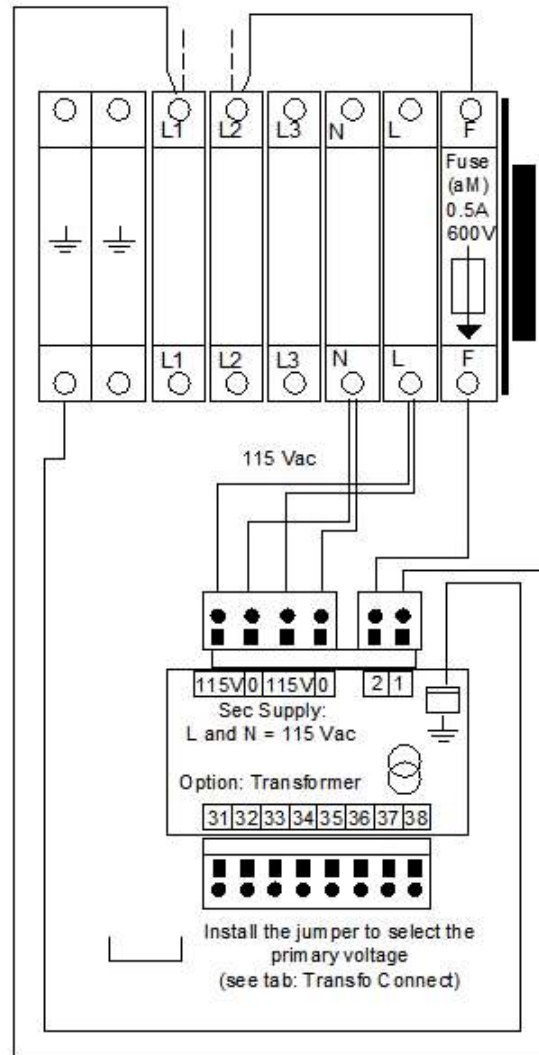 L1 L2 L3 N L F
Fuse
(aM)
0.5A
600V
L1 L2 L3 N L F
115 Vac
115V 0 115V 0 2 1
Sec Supply:
L and N = 115 Vac
Option: Transformer
31 32 33 34 35 36 37 38
Install the jumper to select the
primary voltage
(see tab: Transfo Connect)